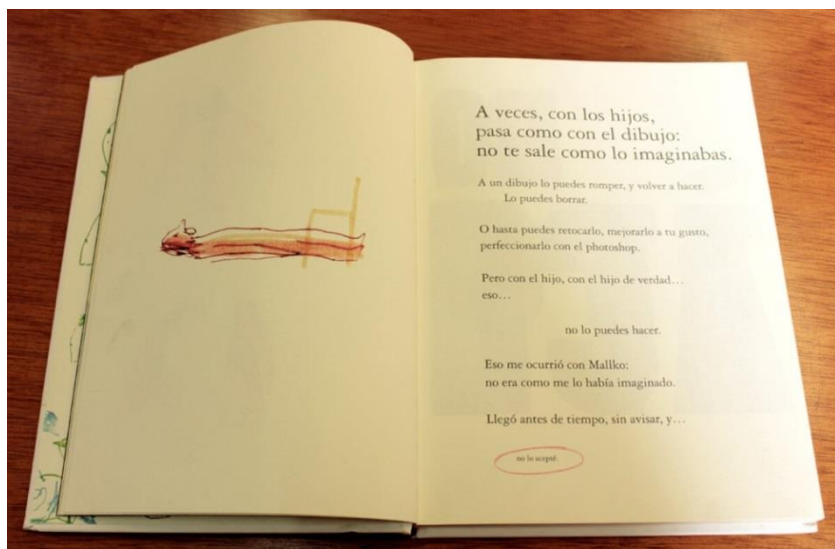 A veces, con los hijos,
pasa como con el dibujo:
no te sale como lo imaginabas.
A un dibujo lo puedes romper, y volver a hacer.
Lo puedes borrar.
O hasta puedes retocarlo, mejorarlo a tu gusto,
perfeccionarlo con el photoshop.
Pero con el hijo, con el hijo de verdad…
eso…
no lo puedes hacer.
Eso me ocurrió con Mallko:
no era como me lo había imaginado.
Llegó antes de tiempo, sin avisar, y…
no lo acepté.